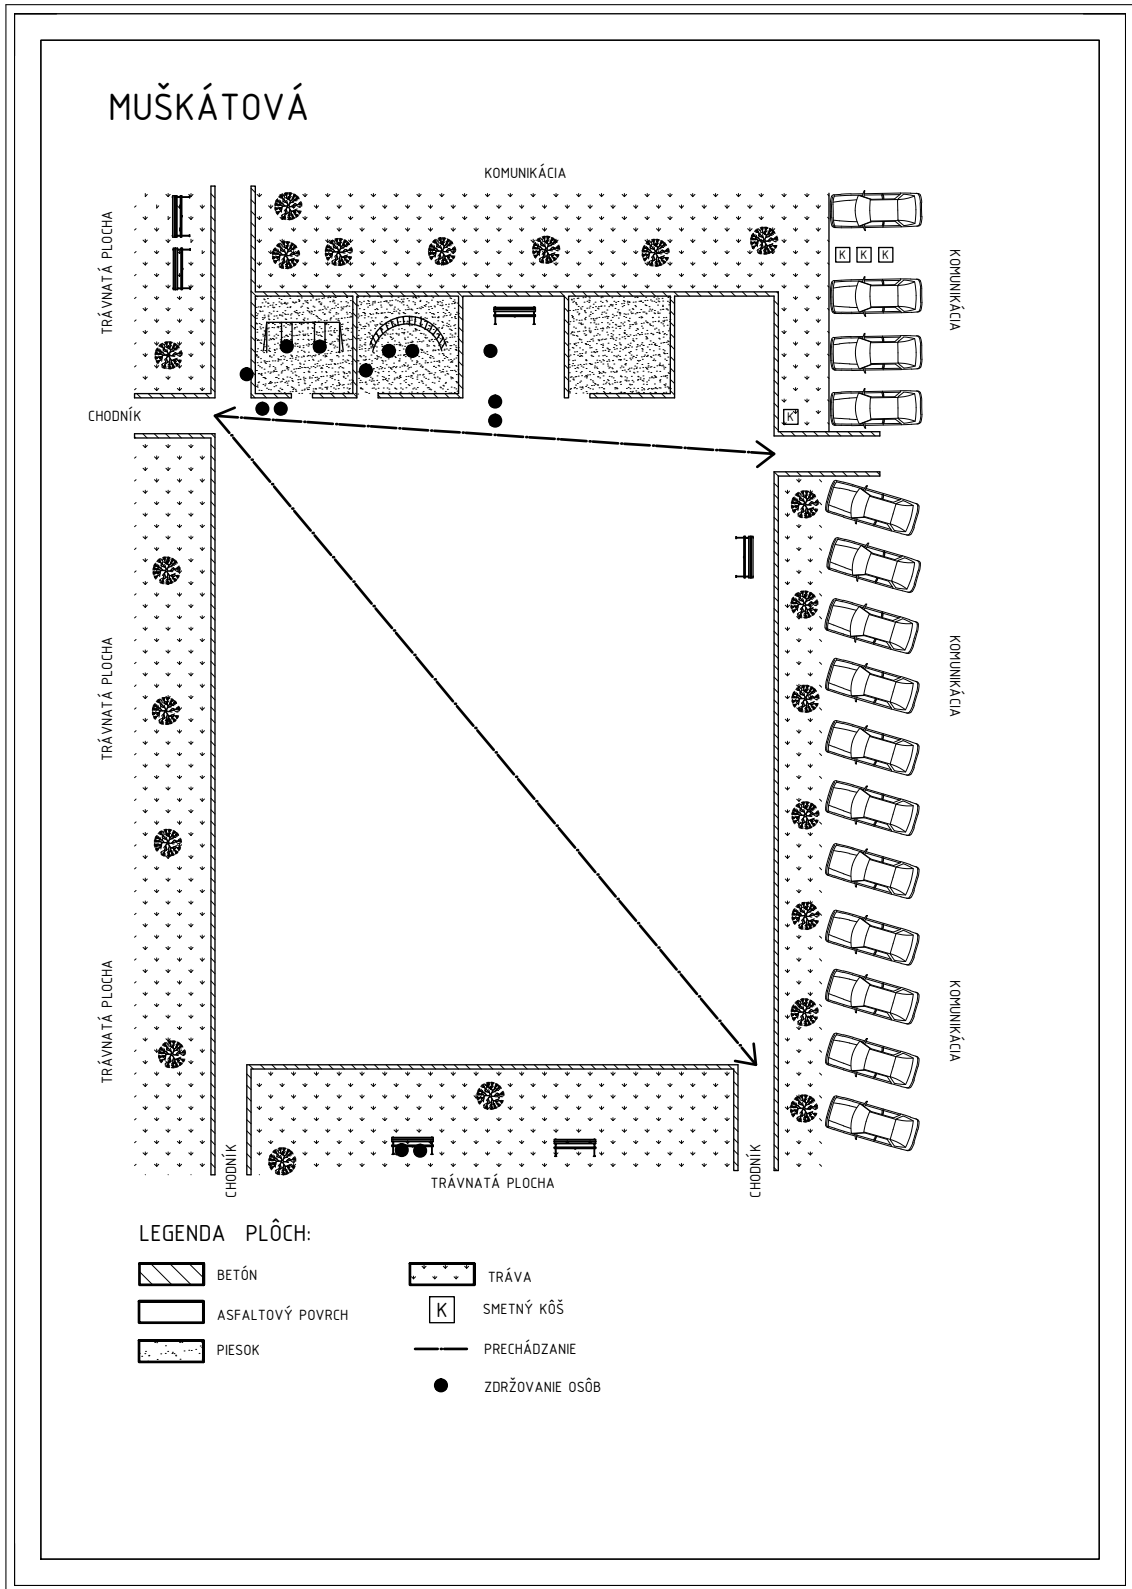 MUŠKÁTOVÁ
KOMUNIKÁCIA
TRÁVNATÁ PLOCHA
K K K
KOMUNIKÁCIA
CHODNÍK
K
TRÁVNATÁ PLOCHA
KOMUNIKÁCIA
TRÁVNATÁ PLOCHA
KOMUNIKÁCIA
CHODNÍK
TRÁVNATÁ PLOCHA
CHODNÍK
LEGENDA PLÔCH:
BETÓN
ASFALTOVÝ POVRCH
PIESOK
TRÁVA
K SMETNÝ KÔŠ
PRECHÁDZANIE
ZDRŽOVANIE OSÔB